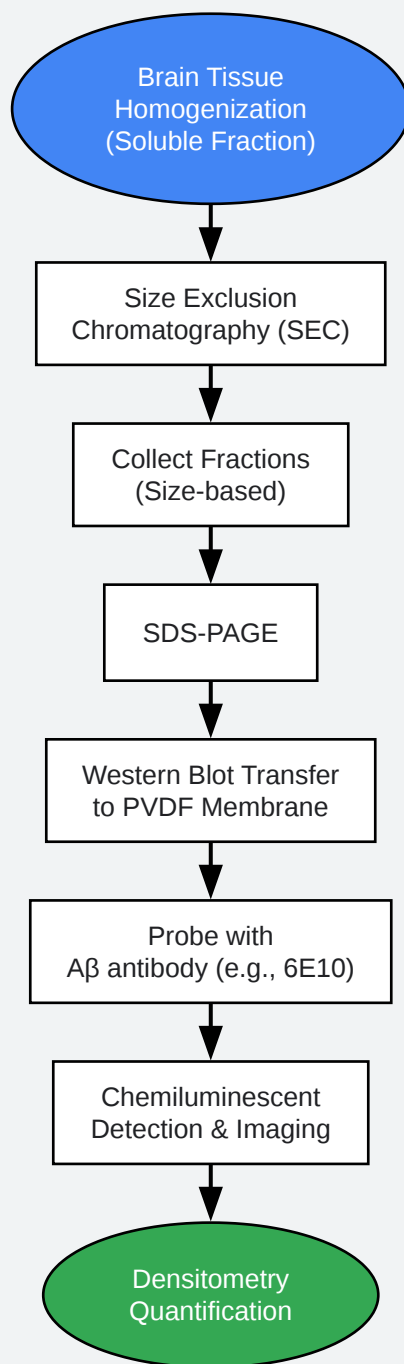 Brain Tissue
Homogenization
(Soluble Fraction)
Size Exclusion
Chromatography (SEC)
Collect Fractions
(Size-based)
SDS-PAGE
Western Blot Transfer
to PVDF Membrane
Probe with
Aβ antibody (e.g., 6E10)
Chemiluminescent
Detection & Imaging
Densitometry
Quantification